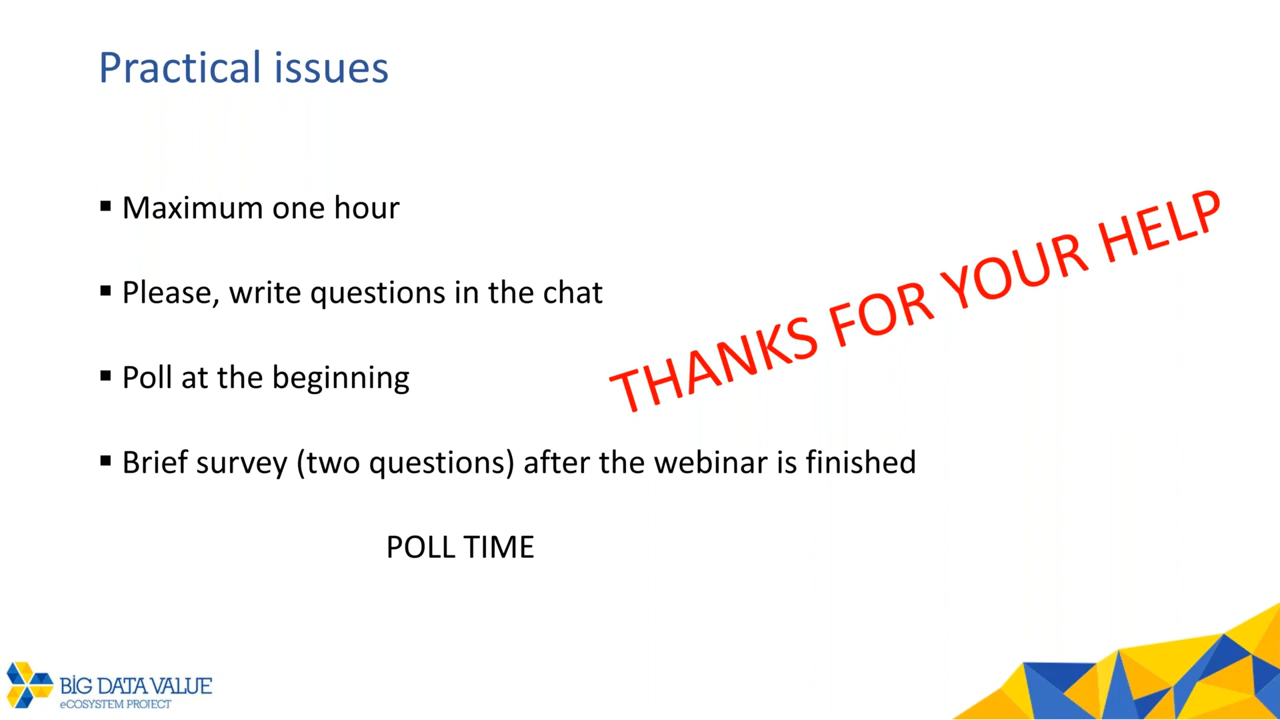 Practical issues
▪ Maximum one hour
▪ Please, write questions in the chat
▪ Poll at the beginning
▪ Brief survey (two questions) after the webinar is finished
THANKS FOR YOUR HELP
POLL TIME
BIG DATA VALUE
eCOSYSTEM PROJECT